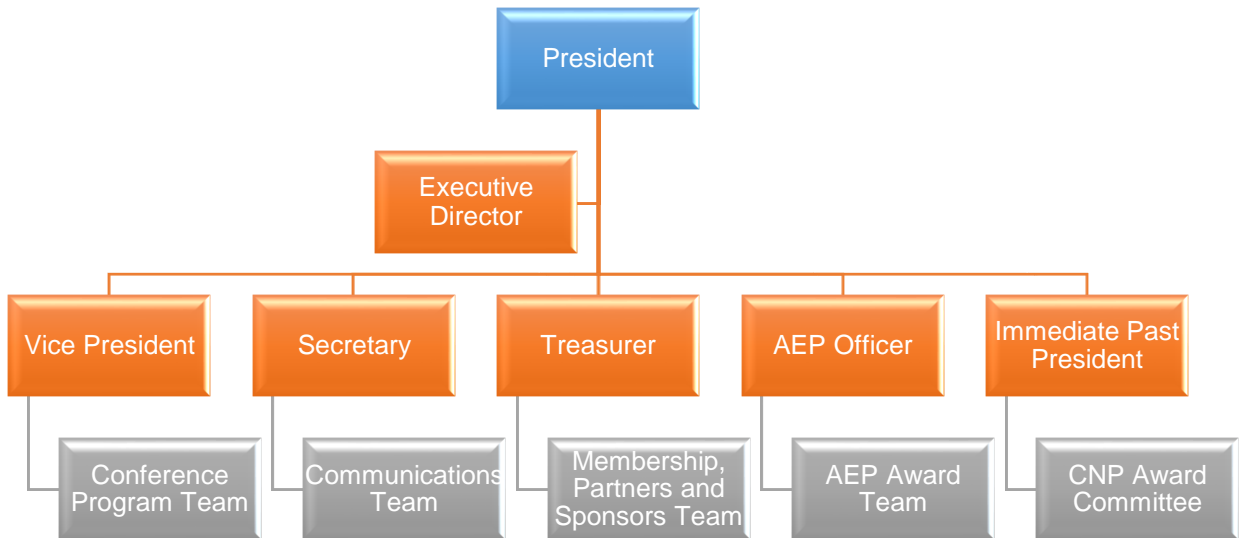 President
Executive
Director
Vice President
Secretary
Treasurer
AEP Officer
Immediate Past
President
Conference
Program Team
Communications
Team
Membership,
Partners and
Sponsors Team
AEP Award
Team
CNP Award
Committee